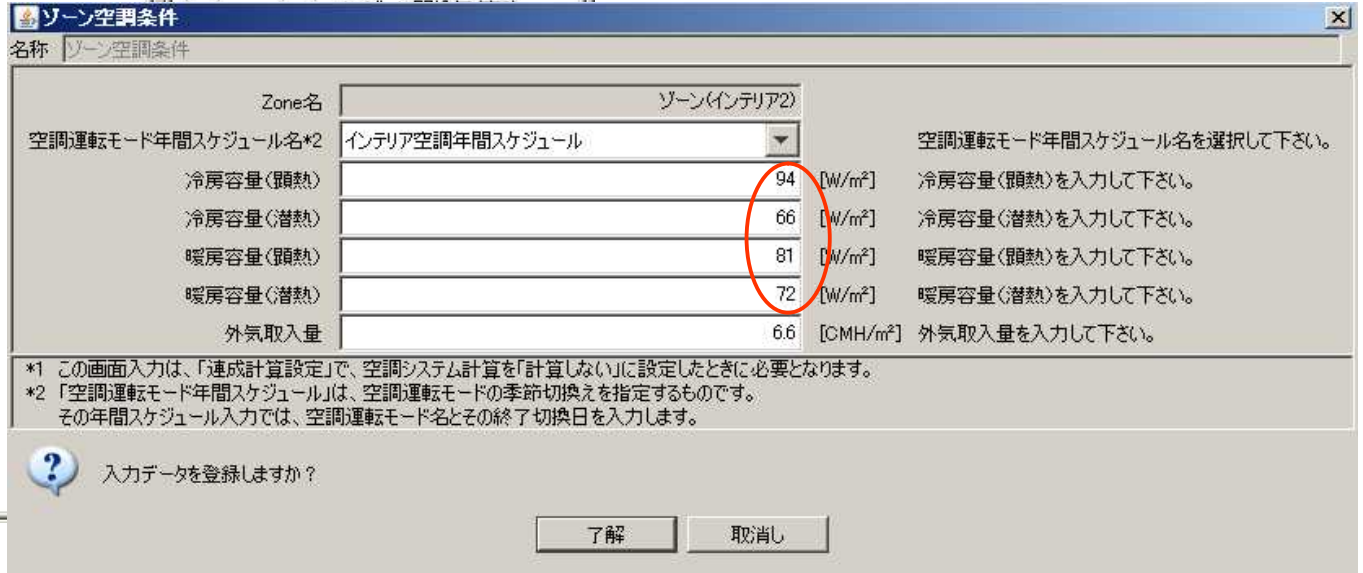 ゾーン空調条件
名称 ゾーン空調条件
Zone名 ゾーン(インテリア2)
空調運転モード年間スケジュール名*2 インテリア空調年間スケジュール 空調運転モード年間スケジュール名を選択して下さい。
冷房容量(顕熱) 94 [W/m²] 冷房容量(顕熱)を入力して下さい。
冷房容量(潜熱) 66 [W/m²] 冷房容量(潜熱)を入力して下さい。
暖房容量(顕熱) 81 [W/m²] 暖房容量(顕熱)を入力して下さい。
暖房容量(潜熱) 72 [W/m²] 暖房容量(潜熱)を入力して下さい。
外気取入量 6.6 [CMH/m²] 外気取入量を入力して下さい。
*1 この画面入力は、「連成計算設定」で、空調システム計算を「計算しない」に設定したときに必要となります。
*2 「空調運転モード年間スケジュール」は、空調運転モードの季節切換えを指定するものです。
その年間スケジュール入力では、空調運転モード名とその終了切換日を入力します。
入力データを登録しますか?
了解 取消し